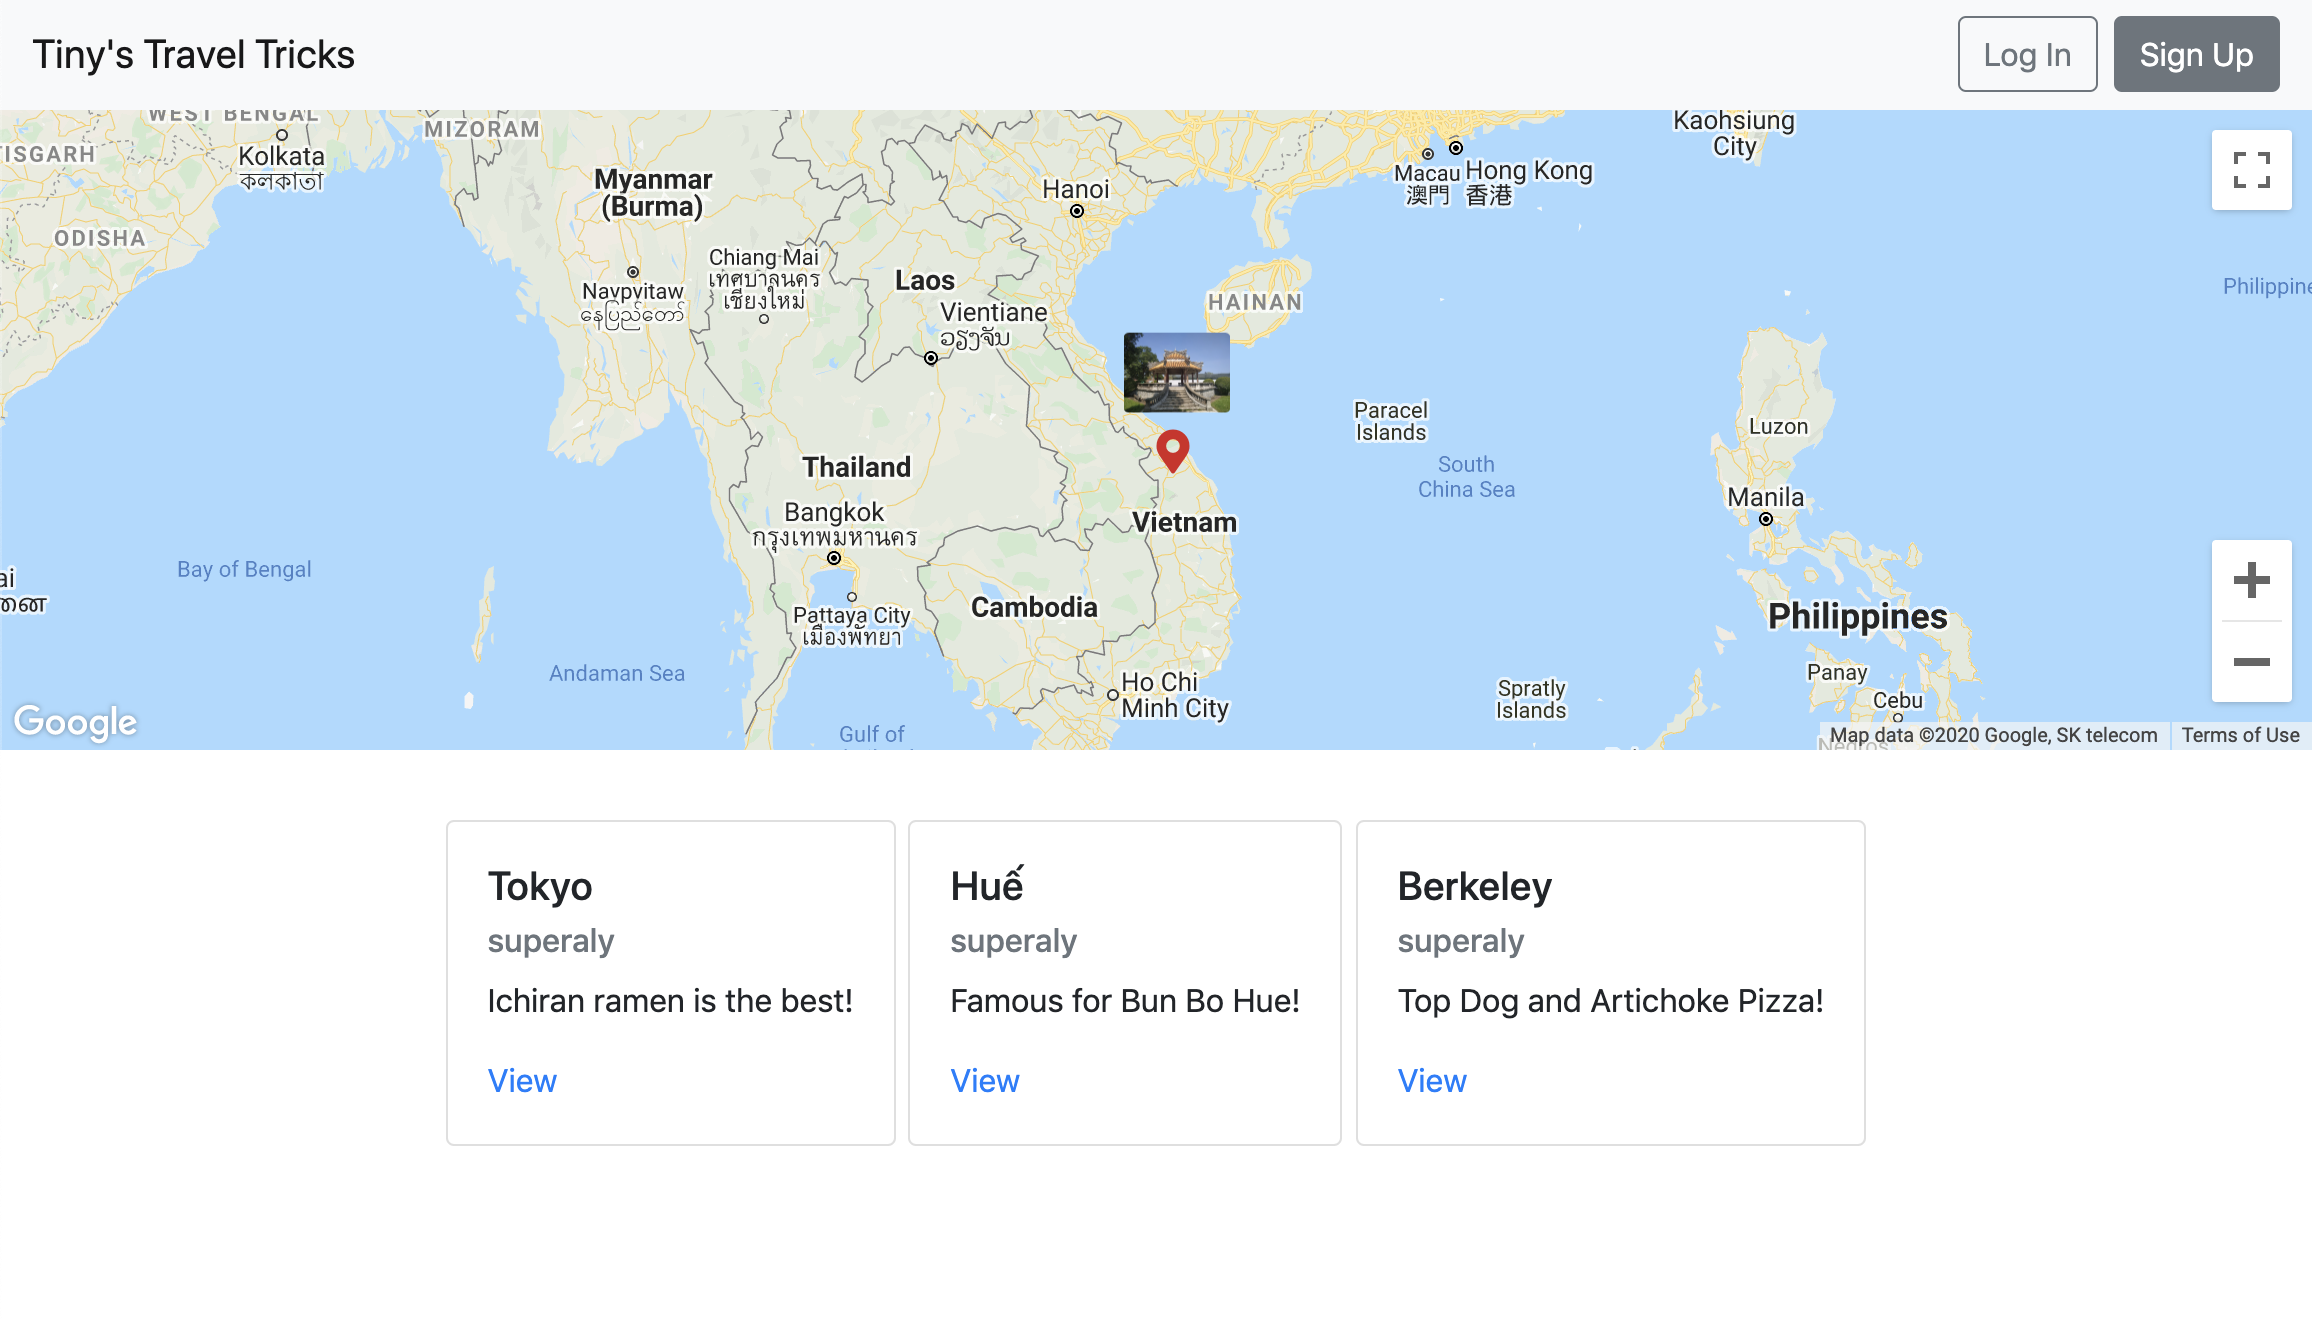 Tiny's Travel Tricks
Log In
Sign Up
WEST BENGAL
Kolkata
কলকাতা
MIZORAM
ODISHA
Myanmar
(Burma)
Naypyitaw
နေပြည်တော်
Chiang Mai
เทศบาลนคร
เชียงใหม่
Laos
Vientiane
ວຽງຈັນ
Hanoi
Macau
澳門
Hong Kong
香港
Kaohsiung
City
HAINAN
Paracel
Islands
South
China Sea
Luzon
Manila
Thailand
Bangkok
กรุงเทพมหานคร
Vietnam
Pattaya City
เมืองพัทยา
Cambodia
Bay of Bengal
Andaman Sea
Ho Chi
Minh City
Gulf of
Spratly
Islands
Philippines
Panay
Cebu
Negros
Google
Map data ©2020 Google, SK telecom
Terms of Use
Tokyo
superaly
Ichiran ramen is the best!
View
Huế
superaly
Famous for Bun Bo Hue!
View
Berkeley
superaly
Top Dog and Artichoke Pizza!
View